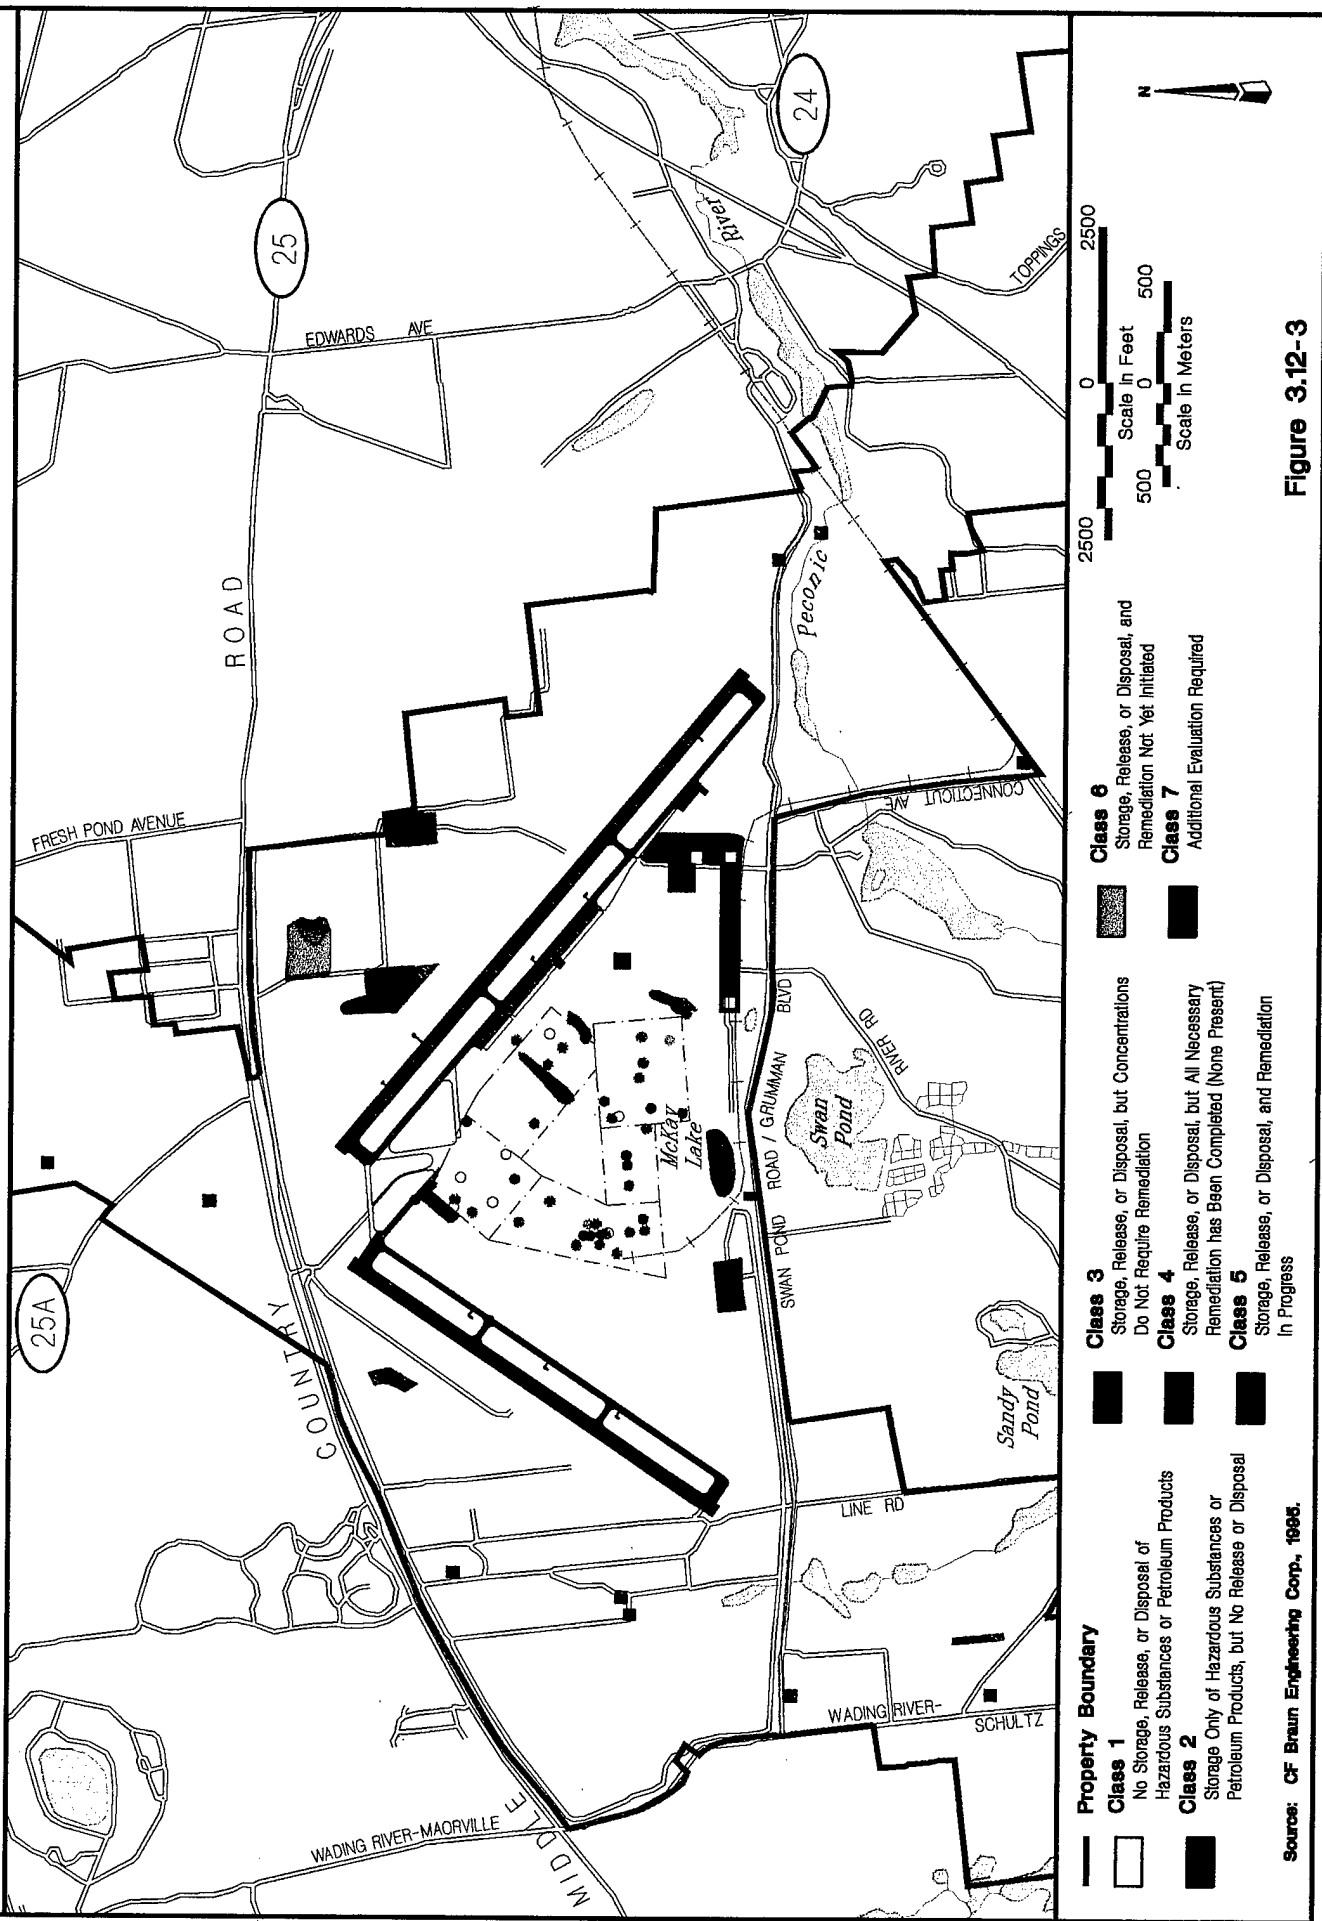 25A
25
24
MIDDLE
COUNTRY
ROAD
WADING RIVER-MAORVILLE
FRESH POND AVENUE
EDWARDS AVE
River
Peconic
McKay
Lake
SWAN POND ROAD / GRUMMAN BLVD
Swan
Pond
RIVER RD
CONNECTICUT AVE
TOPPINGS
LINE RD
Sandy
Pond
WADING RIVER-
SCHULTZ
Property Boundary
Class 1
No Storage, Release, or Disposal of
Hazardous Substances or Petroleum Products
Class 2
Storage Only of Hazardous Substances or
Petroleum Products, but No Release or Disposal
Class 3
Storage, Release, or Disposal, but Concentrations
Do Not Require Remediation
Class 4
Storage, Release, or Disposal, but All Necessary
Remediation has Been Completed (None Present)
Class 5
Storage, Release, or Disposal, and Remediation
In Progress
Class 6
Storage, Release, or Disposal, and
Remediation Not Yet Initiated
Class 7
Additional Evaluation Required
2500 0 2500
Scale in Feet
500 0 500
Scale in Meters
N
Source: CF Braun Engineering Corp., 1996.
Figure 3.12-3